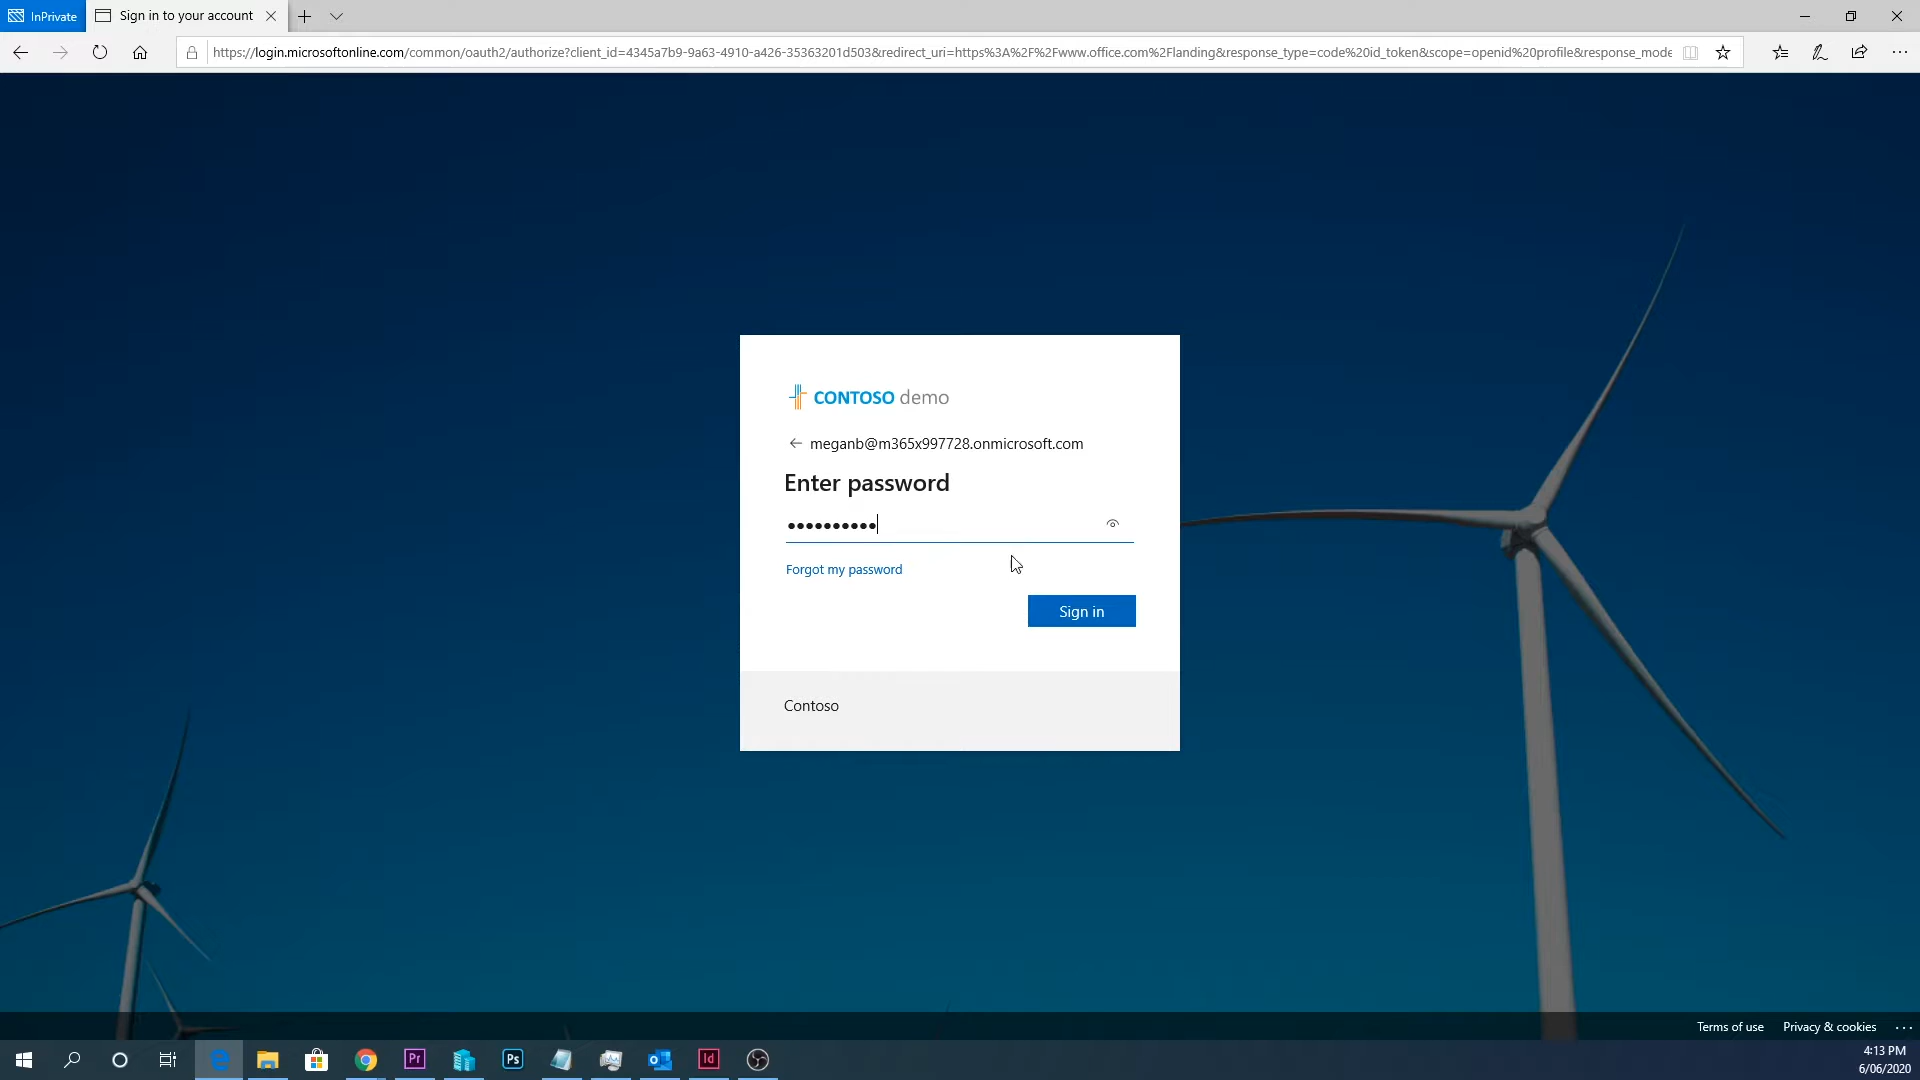 InPrivate
Sign in to your account
https://login.microsoftonline.com/common/oauth2/authorize?client_id=4345a7b9-9a63-4910-a426-35363201d503&redirect_uri=https%3A%2F%2Fwww.office.com%2Flanding&response_type=code%20id_token&scope=openid%20profile&response_mode
CONTOSO demo
meganb@m365x997728.onmicrosoft.com
Enter password
••••••••••
Forgot my password
Sign in
Contoso
Terms of use Privacy & cookies ...
Pr
Ps
Id
4:13 PM
6/06/2020